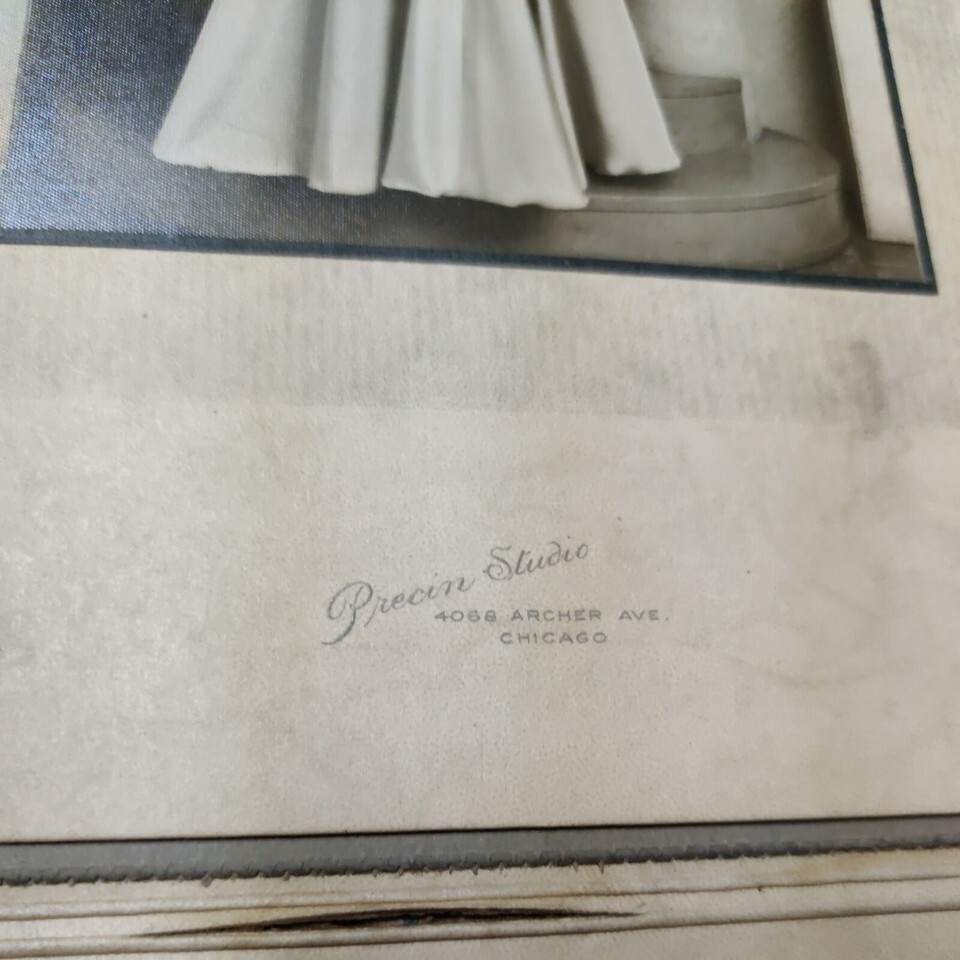 Precin Studio
4068 ARCHER AVE.
CHICAGO